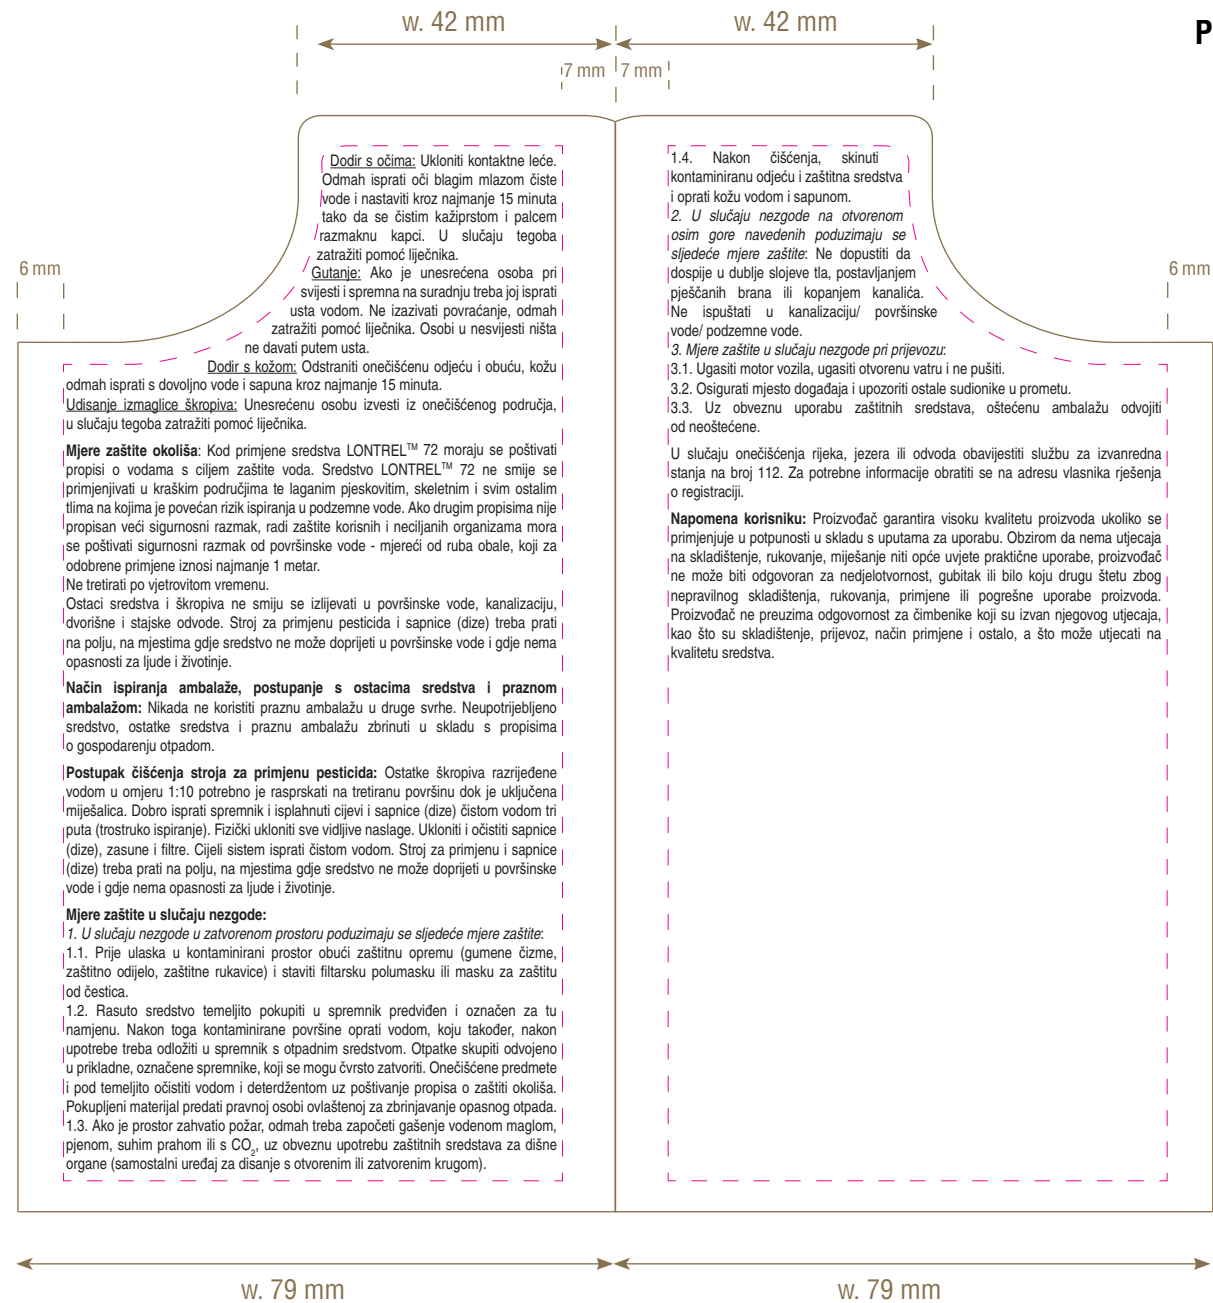 w. 42 mm
w. 42 mm
P
7 mm
7 mm
6 mm
6 mm
Dodir s očima: Ukloniti kontaktne leće.
Odmah isprati oči blagim mlazom čiste
vode i nastaviti kroz najmanje 15 minuta
tako da se čistim kažiprstom i palcem
razmaknu kapci. U slučaju tegoba
zatražiti pomoć liječnika.
Gutanje: Ako je unesrećena osoba pri
svijesti i spremna na suradnju treba joj isprati
usta vodom. Ne izazivati povraćanje, odmah
zatražiti pomoć liječnika. Osobi u nesvijesti ništa
ne davati putem usta.
Dodir s kožom: Odstraniti onečišćenu odjeću i obuću, kožu
odmah isprati s dovoljno vode i sapuna kroz najmanje 15 minuta.
Udisanje izmaglice škropiva: Unesrećenu osobu izvesti iz onečišćenog područja,
u slučaju tegoba zatražiti pomoć liječnika.
Mjere zaštite okoliša: Kod primjene sredstva LONTREL™ 72 moraju se poštivati
propisi o vodama s ciljem zaštite voda. Sredstvo LONTREL™ 72 ne smije se
primjenjivati u kraškim područjima te laganim pjeskovitim, skeletnim i svim ostalim
tlima na kojima je povećan rizik ispiranja u podzemne vode. Ako drugim propisima nije
propisan veći sigurnosni razmak, radi zaštite korisnih i neciljanih organizama mora
se poštivati sigurnosni razmak od površinske vode - mjereći od ruba obale, koji za
odobrene primjene iznosi najmanje 1 metar.
Ne tretirati po vjetrovitom vremenu.
Ostaci sredstva i škropiva ne smiju se izlijevati u površinske vode, kanalizaciju,
dvorišne i stajske odvode. Stroj za primjenu pesticida i sapnice (dize) treba prati
na polju, na mjestima gdje sredstvo ne može doprijeti u površinske vode i gdje nema
opasnosti za ljude i životinje.
Način ispiranja ambalaže, postupanje s ostacima sredstva i praznom
ambalažom: Nikada ne koristiti praznu ambalažu u druge svrhe. Neupotrijebljeno
sredstvo, ostatke sredstva i praznu ambalažu zbrinuti u skladu s propisima
o gospodarenju otpadom.
Postupak čišćenja stroja za primjenu pesticida: Ostatke škropiva razrijeđene
vodom u omjeru 1:10 potrebno je rasprskati na tretiranu površinu dok je uključena
miješalica. Dobro isprati spremnik i isplahnuti cijevi i sapnice (dize) čistom vodom tri
puta (trostruko ispiranje). Fizički ukloniti sve vidljive naslage. Ukloniti i očistiti sapnice
(dize), zasune i filtre. Cijeli sistem isprati čistom vodom. Stroj za primjenu i sapnice
(dize) treba prati na polju, na mjestima gdje sredstvo ne može doprijeti u površinske
vode i gdje nema opasnosti za ljude i životinje.
Mjere zaštite u slučaju nezgode:
1. U slučaju nezgode u zatvorenom prostoru poduzimaju se sljedeće mjere zaštite:
1.1. Prije ulaska u kontaminirani prostor obući zaštitnu opremu (gumene čizme,
zaštitno odijelo, zaštitne rukavice) i staviti filtarsku polumasku ili masku za zaštitu
od čestica.
1.2. Rasuto sredstvo temeljito pokupiti u spremnik predviđen i označen za tu
namjenu. Nakon toga kontaminirane površine oprati vodom, koju također, nakon
upotrebe treba odložiti u spremnik s otpadnim sredstvom. Otpatke skupiti odvojeno
u prikladne, označene spremnike, koji se mogu čvrsto zatvoriti. Onečišćene predmete
i pod temeljito očistiti vodom i deterdžentom uz poštivanje propisa o zaštiti okoliša.
Pokupljeni materijal predati pravnoj osobi ovlaštenoj za zbrinjavanje opasnog otpada.
1.3. Ako je prostor zahvatio požar, odmah treba započeti gašenje vodenom maglom,
pjenom, suhim prahom ili s CO₂, uz obveznu upotrebu zaštitnih sredstava za dišne
organe (samostalni uređaj za disanje s otvorenim ili zatvorenim krugom).
1.4. Nakon čišćenja, skinuti
kontaminiranu odjeću i zaštitna sredstva
i oprati kožu vodom i sapunom.
2. U slučaju nezgode na otvorenom
osim gore navedenih poduzimaju se
sljedeće mjere zaštite: Ne dopustiti da
dospije u dublje slojeve tla, postavljanjem
pješčanih brana ili kopanjem kanalića.
Ne ispuštati u kanalizaciju/ površinske
vode/ podzemne vode.
3. Mjere zaštite u slučaju nezgode pri prijevozu:
3.1. Ugasiti motor vozila, ugasiti otvorenu vatru i ne pušiti.
3.2. Osigurati mjesto događaja i upozoriti ostale sudionike u prometu.
3.3. Uz obveznu uporabu zaštitnih sredstava, oštećenu ambalažu odvojiti
od neoštećene.
U slučaju onečišćenja rijeka, jezera ili odvoda obavijestiti službu za izvanredna
stanja na broj 112. Za potrebne informacije obratiti se na adresu vlasnika rješenja
o registraciji.
Napomena korisniku: Proizvođač garantira visoku kvalitetu proizvoda ukoliko se
primjenjuje u potpunosti u skladu s uputama za uporabu. Obzirom da nema utjecaja
na skladištenje, rukovanje, miješanje niti opće uvjete praktične uporabe, proizvođač
ne može biti odgovoran za nedjelotvornost, gubitak ili bilo koju drugu štetu zbog
nepravilnog skladištenja, rukovanja, primjene ili pogrešne uporabe proizvoda.
Proizvođač ne preuzima odgovornost za čimbenike koji su izvan njegovog utjecaja,
kao što su skladištenje, prijevoz, način primjene i ostalo, a što može utjecati na
kvalitetu sredstva.
w. 79 mm
w. 79 mm